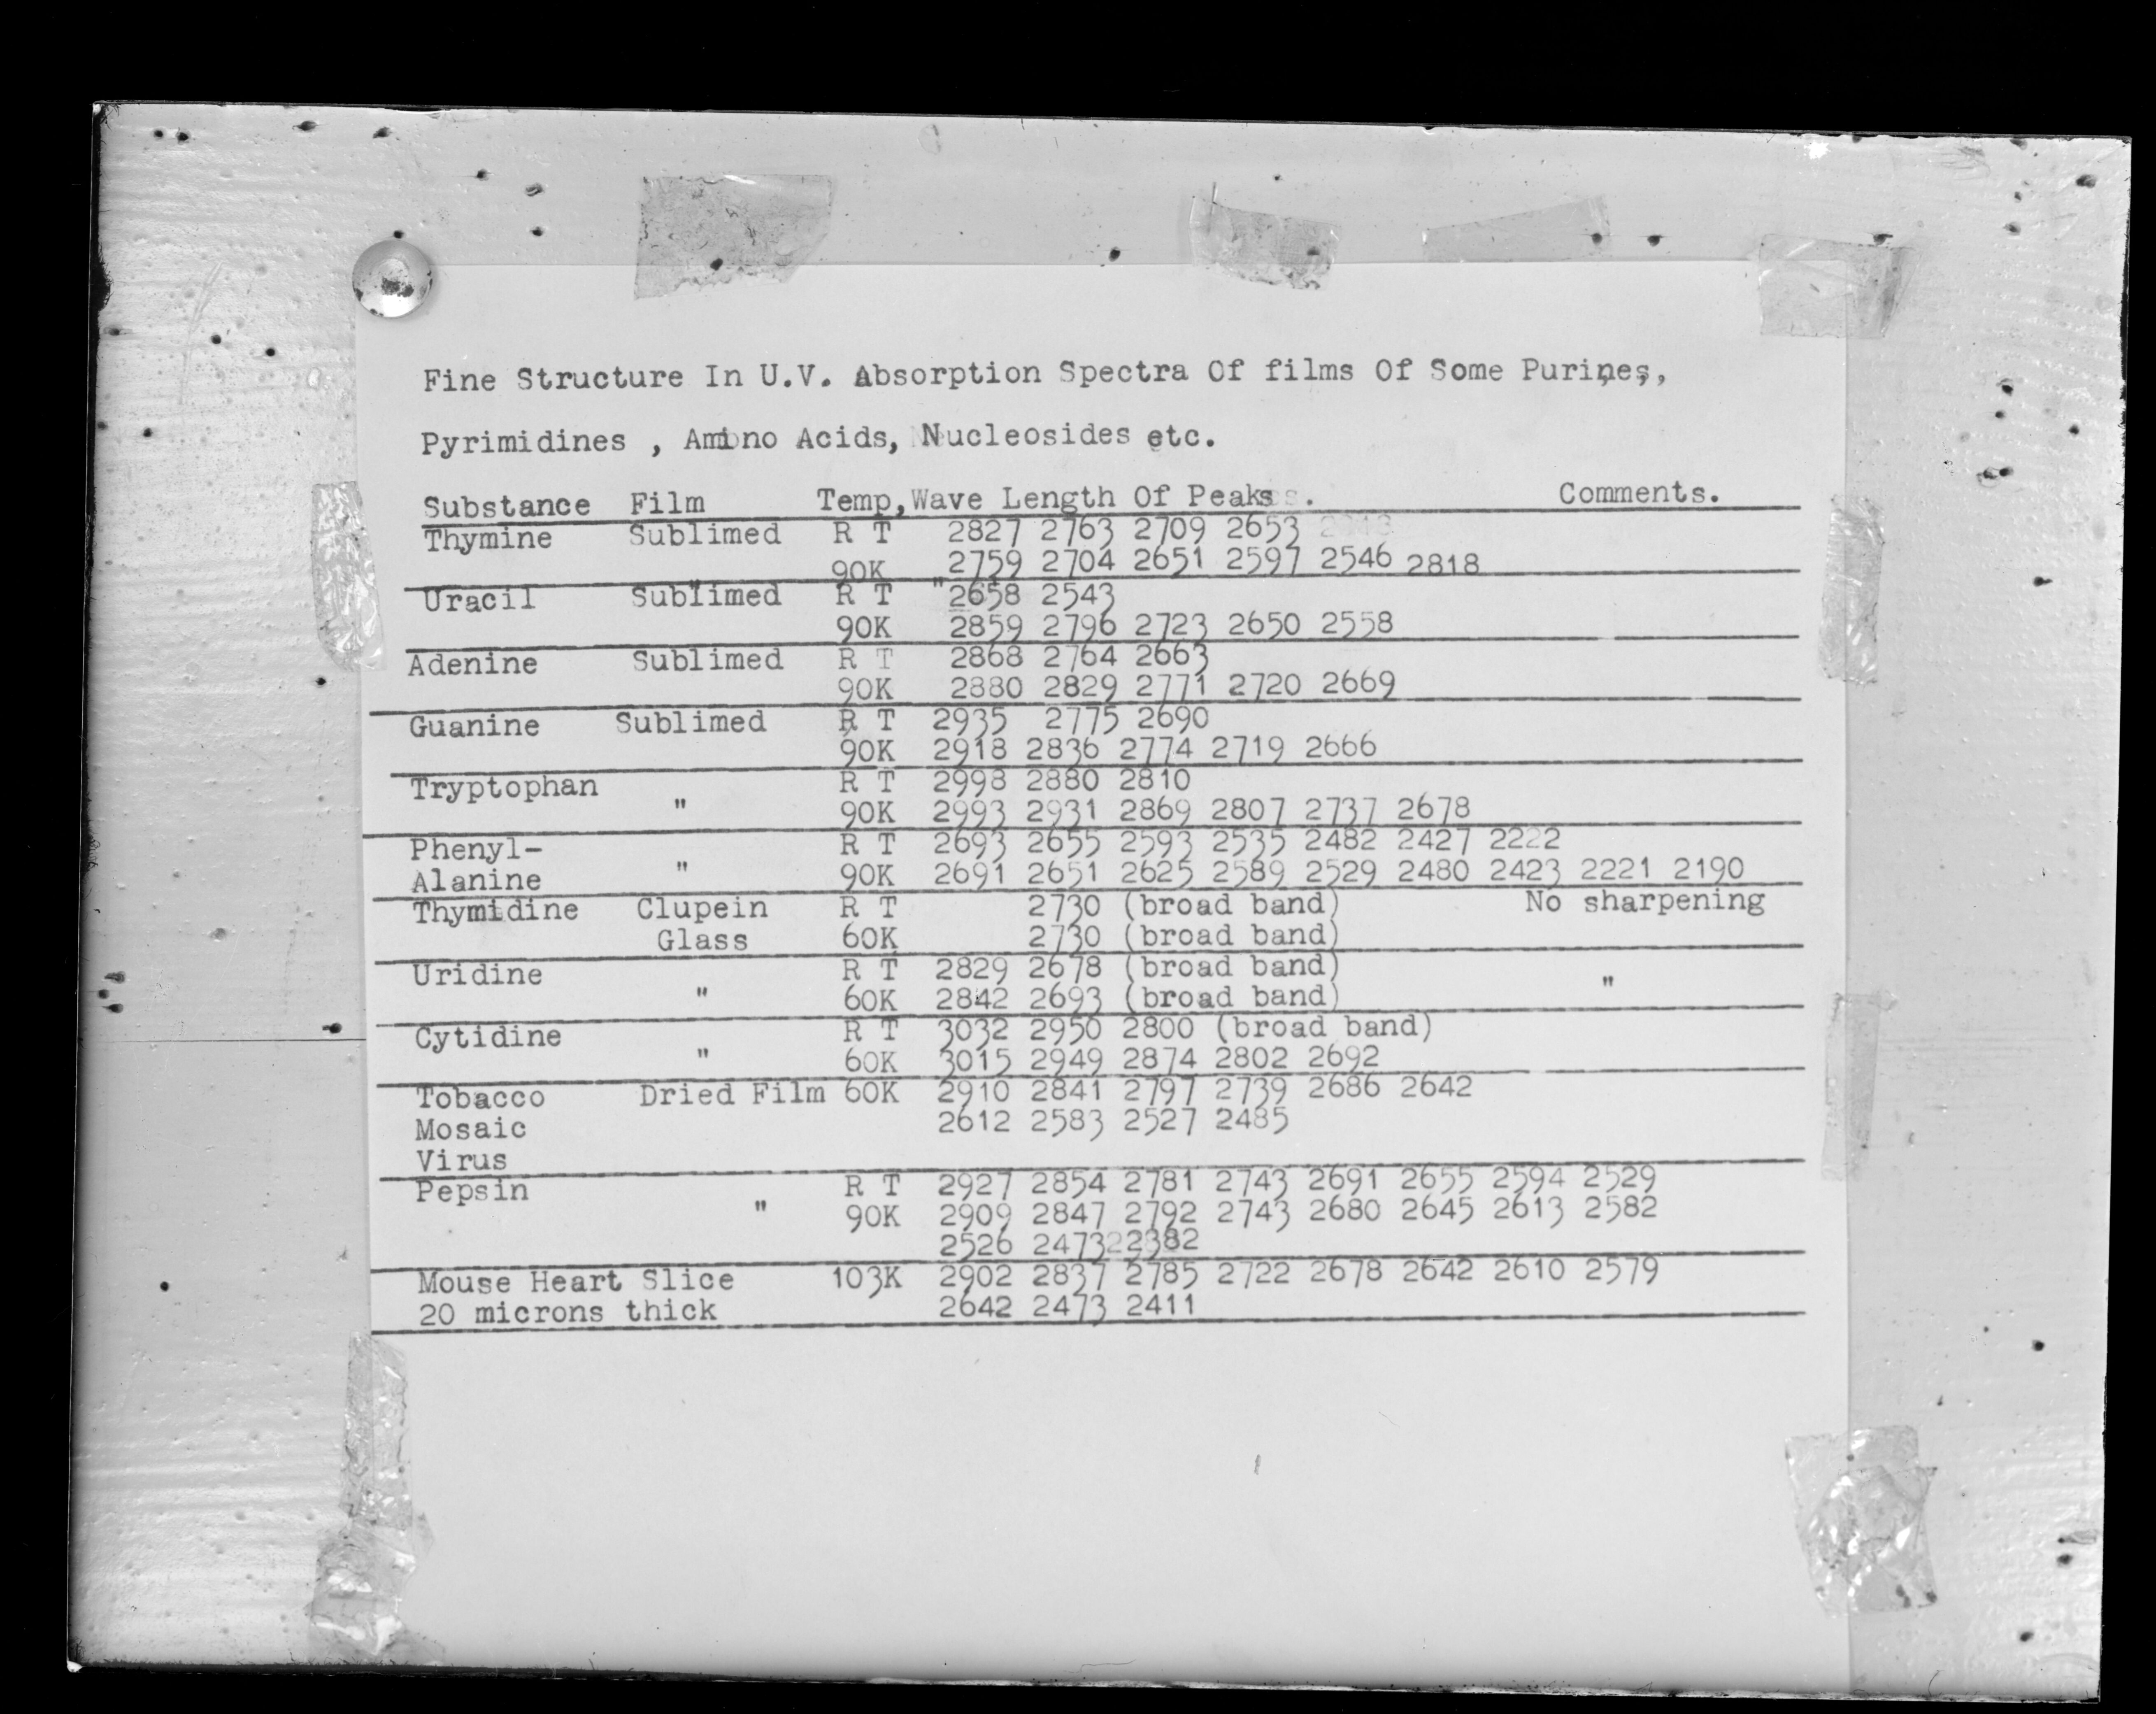 Fine Structure In U.V. Absorption Spectra Of films Of Some Purines,
Pyrimidines , Amino Acids, Nucleosides etc.
Substance Film Temp, Wave Length Of Peaks . Comments.
Thymine Sublimed R T 2827 2763 2709 2653
90K 2759 2704 2651 2597 2546 2818
Uracil Sublimed R T "2658 2543
90K 2859 2796 2723 2650 2558
Adenine Sublimed R T 2868 2764 2663
90K 2880 2829 2771 2720 2669
Guanine Sublimed R T 2935 2775 2690
90K 2918 2836 2774 2719 2666
Tryptophan R T 2998 2880 2810
" 90K 2993 2931 2869 2807 2737 2678
Phenyl- R T 2693 2655 2593 2535 2482 2427 2222
Alanine " 90K 2691 2651 2625 2589 2529 2480 2423 2221 2190
Thymidine Clupein R T 2730 (broad band) No sharpening
Glass 60K 2730 (broad band)
Uridine R T 2829 2678 (broad band)
" 60K 2842 2693 (broad band) "
Cytidine R T 3032 2950 2800 (broad band)
" 60K 3015 2949 2874 2802 2692
Tobacco Dried Film 60K 2910 2841 2797 2739 2686 2642
Mosaic 2612 2583 2527 2485
Virus
Pepsin R T 2927 2854 2781 2743 2691 2655 2594 2529
" 90K 2909 2847 2792 2743 2680 2645 2613 2582
2526 2473 2382
Mouse Heart Slice 103K 2902 2837 2785 2722 2678 2642 2610 2579
20 microns thick 2642 2473 2411